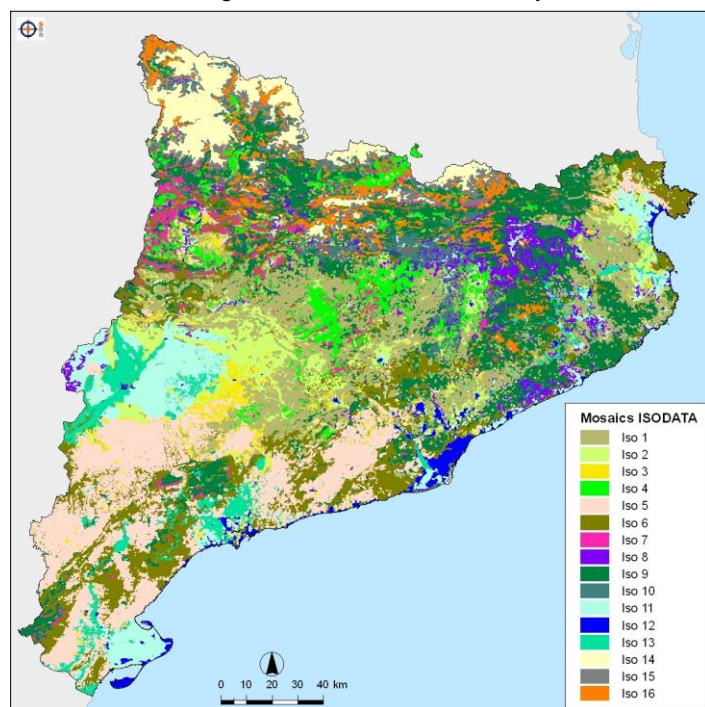 Mosaics ISODATA
Iso 1
Iso 2
Iso 3
Iso 4
Iso 5
Iso 6
Iso 7
Iso 8
Iso 9
Iso 10
Iso 11
Iso 12
Iso 13
Iso 14
Iso 15
Iso 16
0 10 20 30 40 km